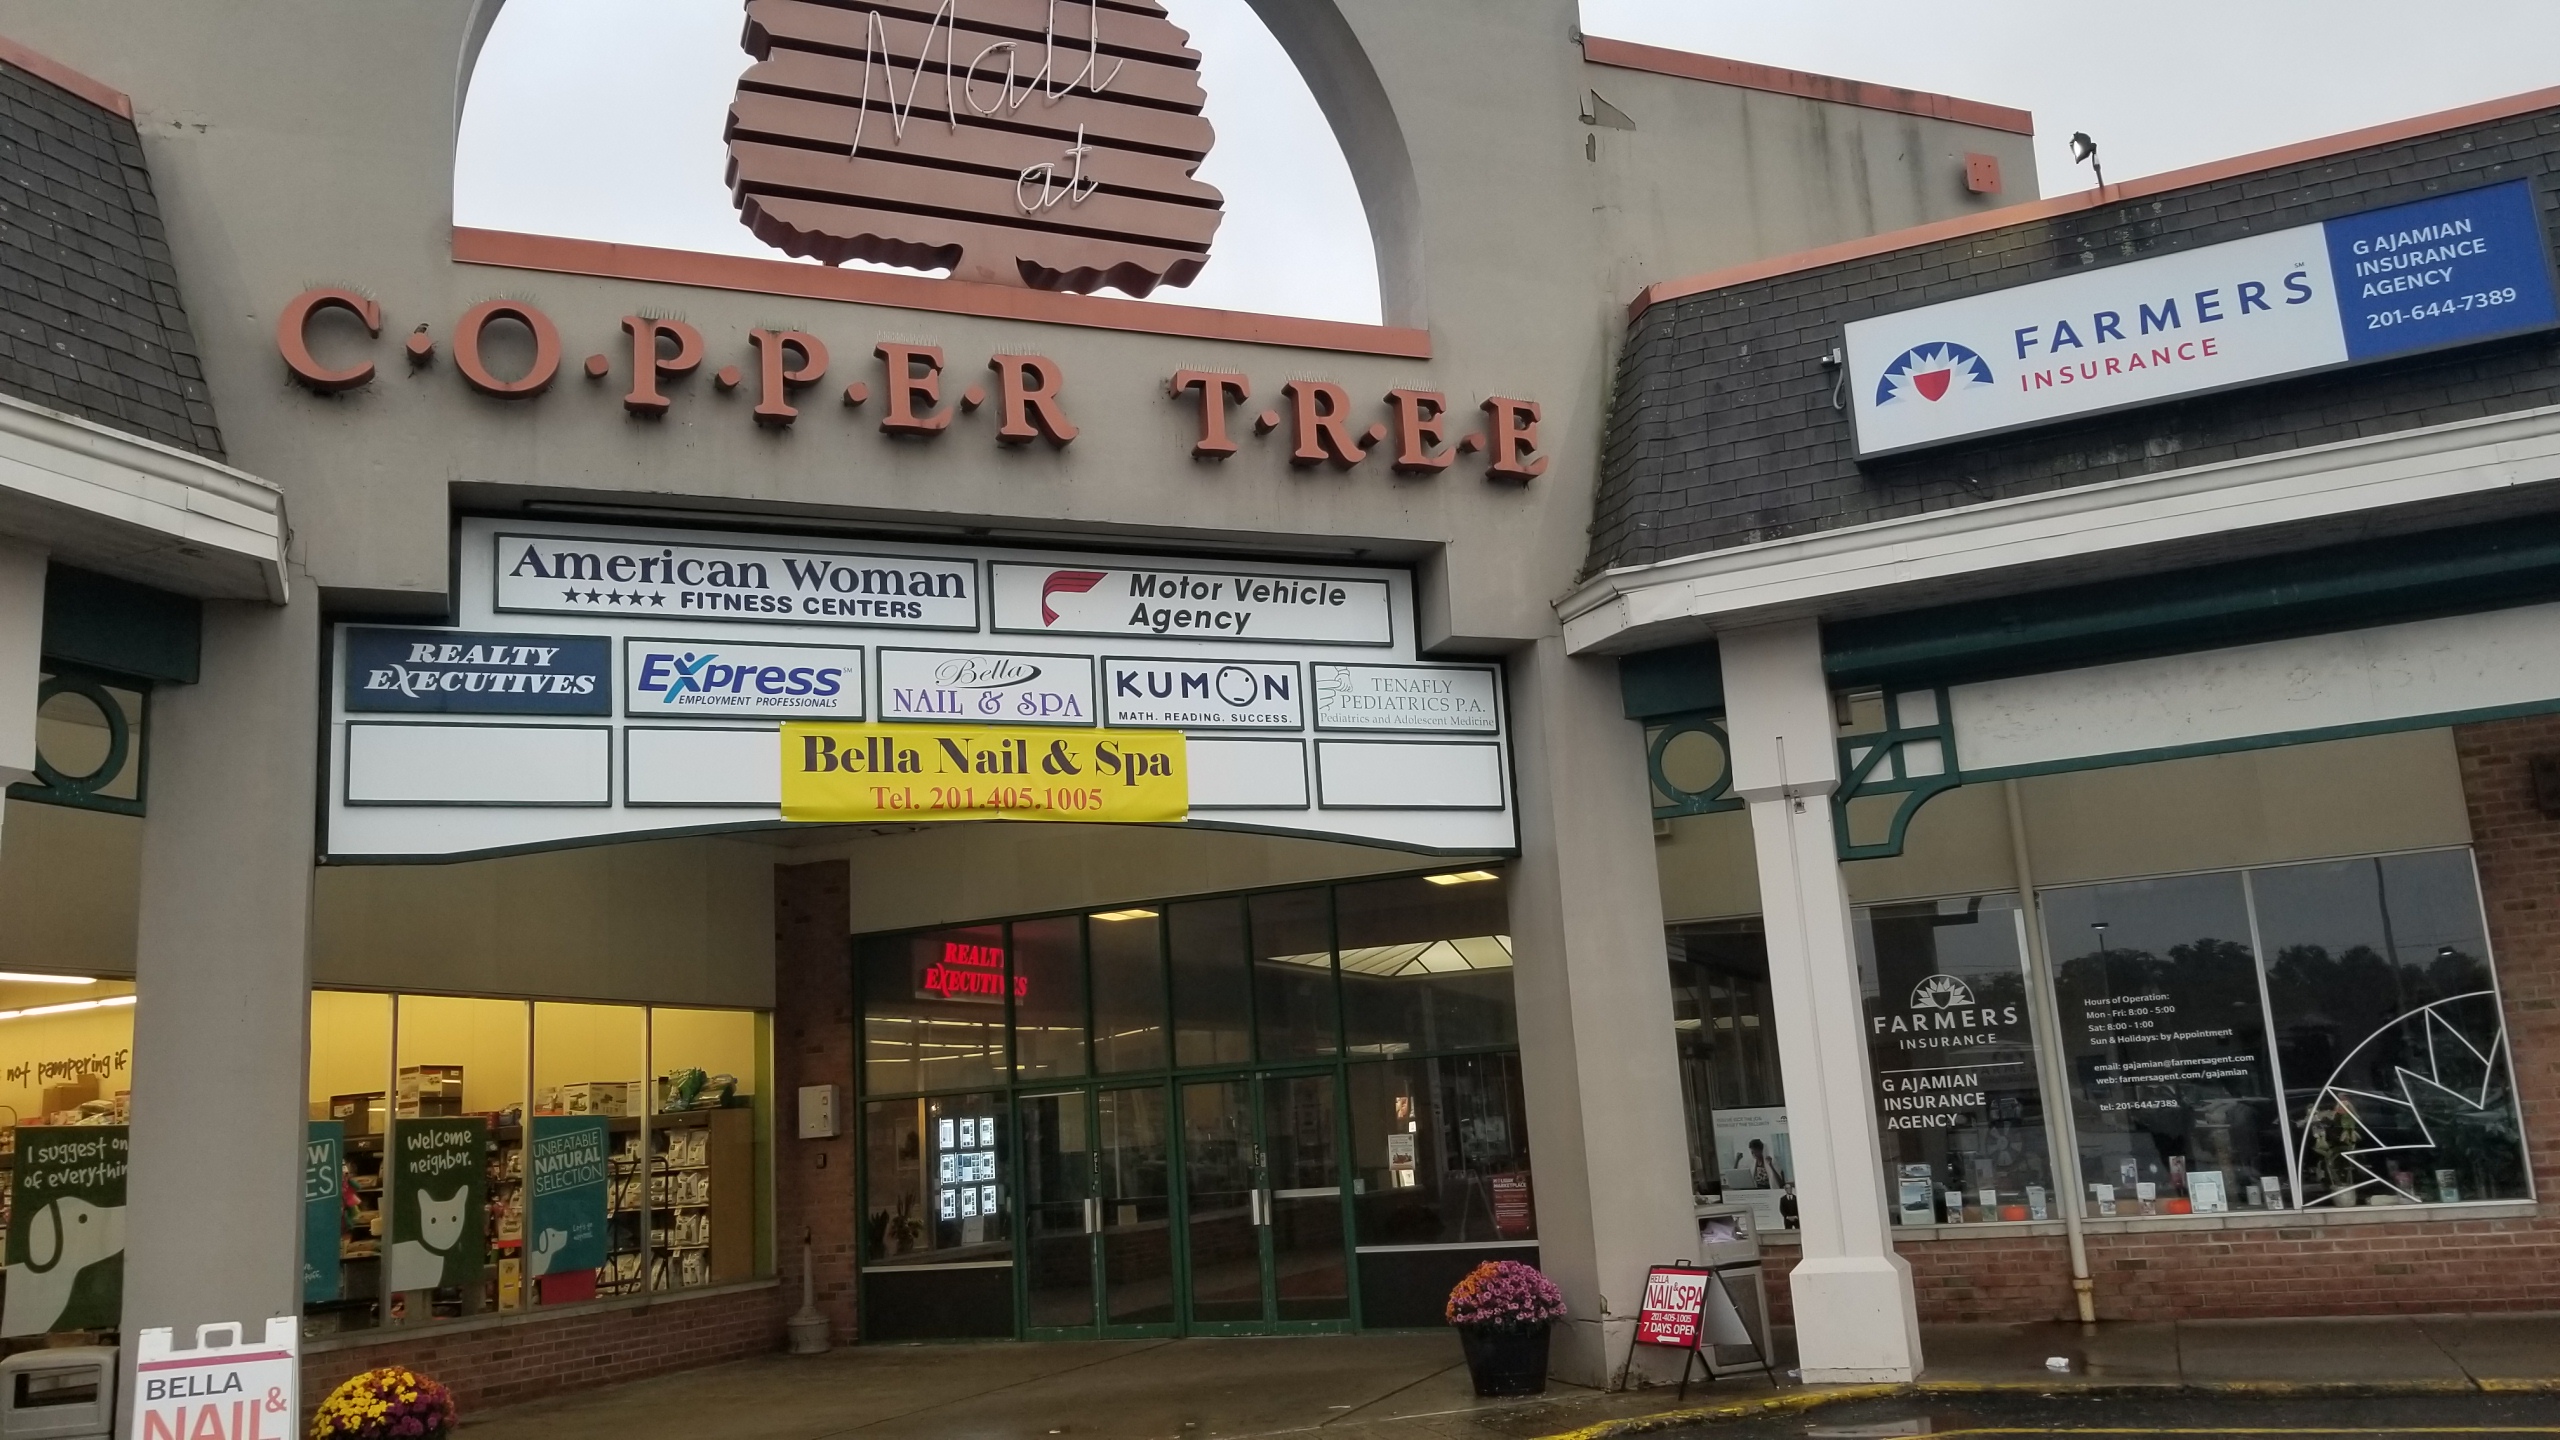 Mall
at
C·O·P·P·E·R T·R·E·E
FARMERS℠
INSURANCE
G AJAMIAN
INSURANCE
AGENCY
201-644-7389
American Woman
★★★★★ FITNESS CENTERS
Motor Vehicle
Agency
REALTY
EXECUTIVES
Express℠
EMPLOYMENT PROFESSIONALS
Bella
NAIL & SPA
KUMON
MATH. READING. SUCCESS.
TENAFLY
PEDIATRICS P.A.
Pediatrics and Adolescent Medicine
Bella Nail & Spa
Tel. 201.405.1005
REALTY
EXECUTIVES
not pampering if
I suggest on
of everythin
W
ES
Welcome
neighbor.
UNBEATABLE
NATURAL
SELECTION
FARMERS
INSURANCE
G AJAMIAN
INSURANCE
AGENCY
Hours of Operation:
Mon - Fri: 8:00 - 5:00
Sat: 8:00 - 1:00
Sun & Holidays: by Appointment
email: gajamian@farmersagent.com
web: farmersagent.com/gajamian
tel: 201-644-7389
PULL
PULL
BELLA
NAIL & SPA
201-405-1005
7 DAYS OPEN
BELLA
NAIL &